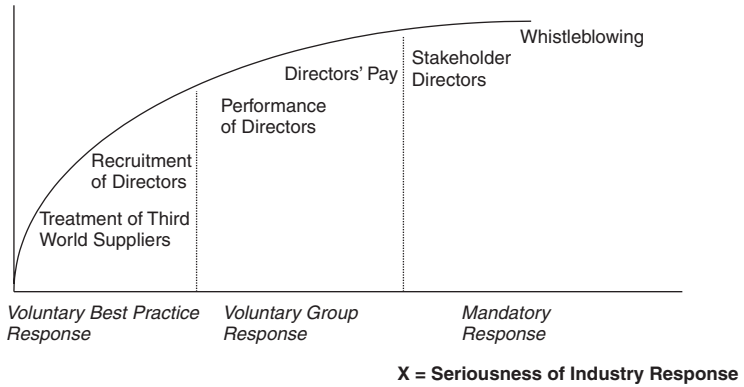 Whistleblowing
Stakeholder
Directors
Directors’ Pay
Performance
of Directors
Recruitment
of Directors
Treatment of Third
World Suppliers
Voluntary Best Practice
Response
Voluntary Group
Response
Mandatory
Response
X = Seriousness of Industry Response